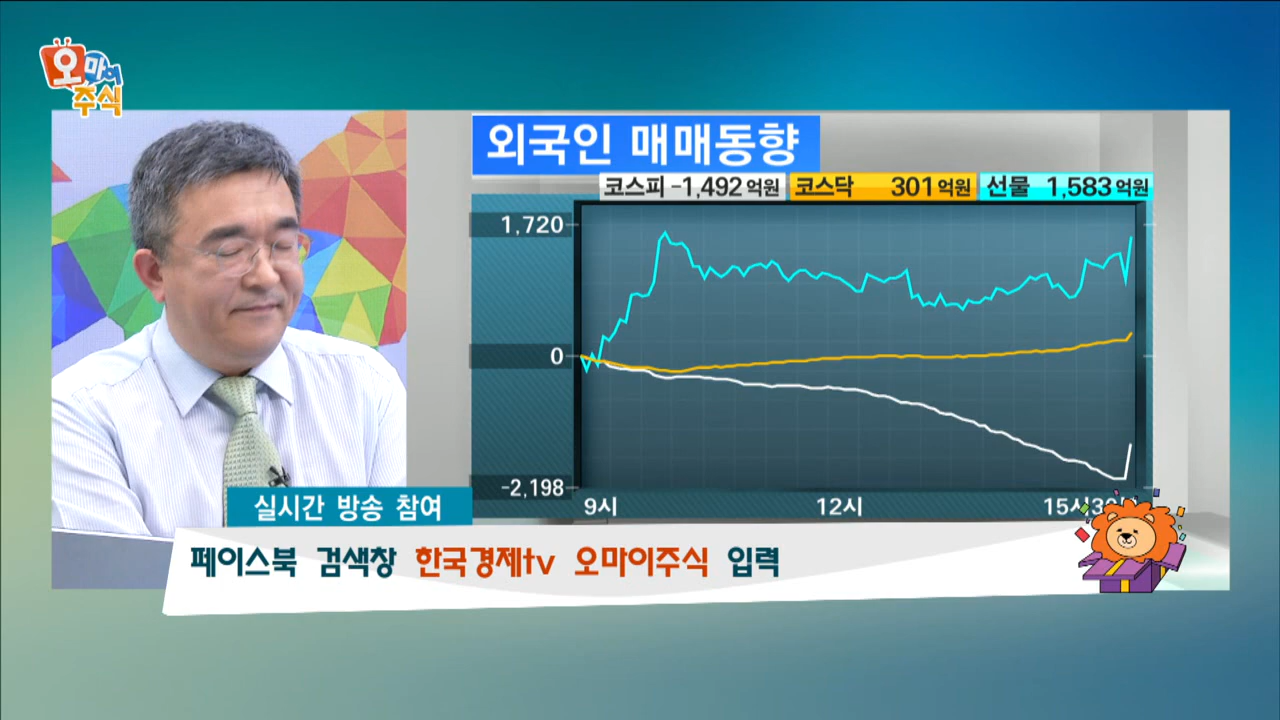 오마이
주식
외국인 매매동향
코스피 -1,492 억원 코스닥 301 억원 선물 1,583 억원
1,720
0
-2,198
9시 12시
실시간 방송 참여
페이스북 검색창 한국경제tv 오마이주식 입력